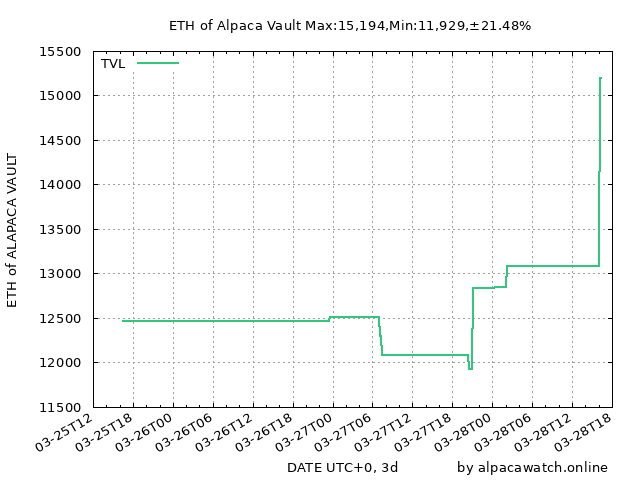 ETH of Alpaca Vault Max:15,194,Min:11,929,±21.48%
TVL
15500
15000
14500
14000
13500
13000
12500
12000
11500
ETH of ALAPACA VAULT
03-25T12
03-25T18
03-26T00
03-26T06
03-26T12
03-26T18
03-27T00
03-27T06
03-27T12
03-27T18
03-28T00
03-28T06
03-28T12
03-28T18
DATE UTC+0, 3d
by alpacawatch.online